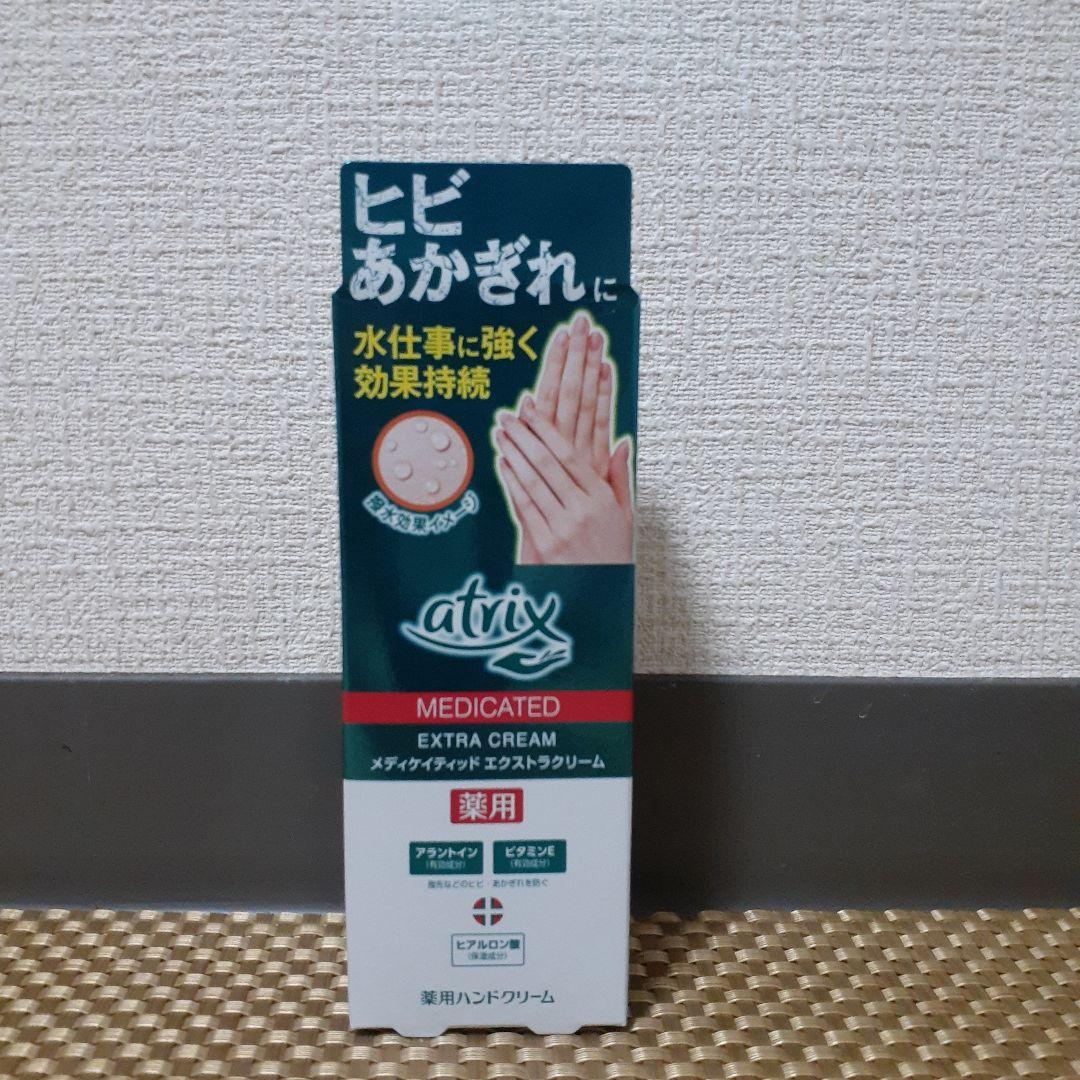 ヒビ
あかぎれに
水仕事に強く
効果持続
撥水効果イメージ
atrix
MEDICATED
EXTRA CREAM
メディケイティッド エクストラクリーム
薬用
アラントイン
(有効成分)
ビタミンE
(有効成分)
指先などのヒビ・あかぎれを防ぐ
ヒアルロン酸
(保湿成分)
薬用ハンドクリーム